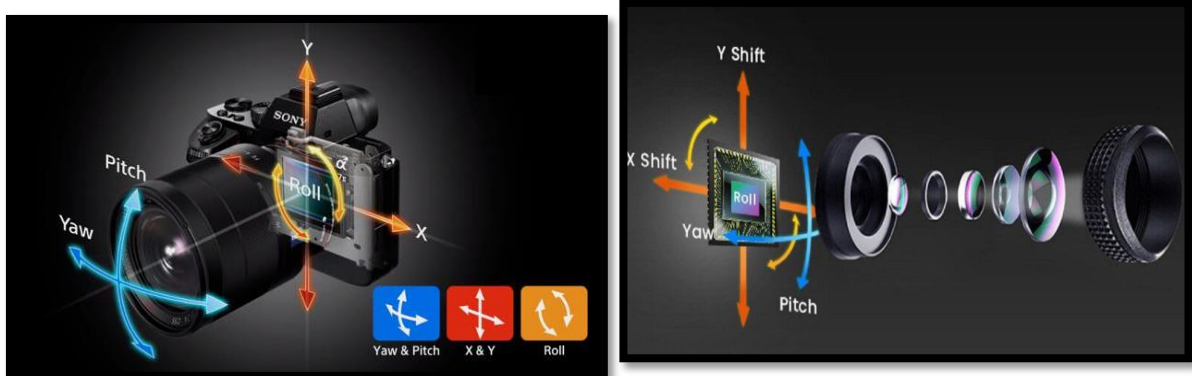 Y
SONY
α
Pitch
Roll
Yaw
X
Yaw & Pitch
X & Y
Roll
Y Shift
X Shift
Roll
Yaw
Pitch